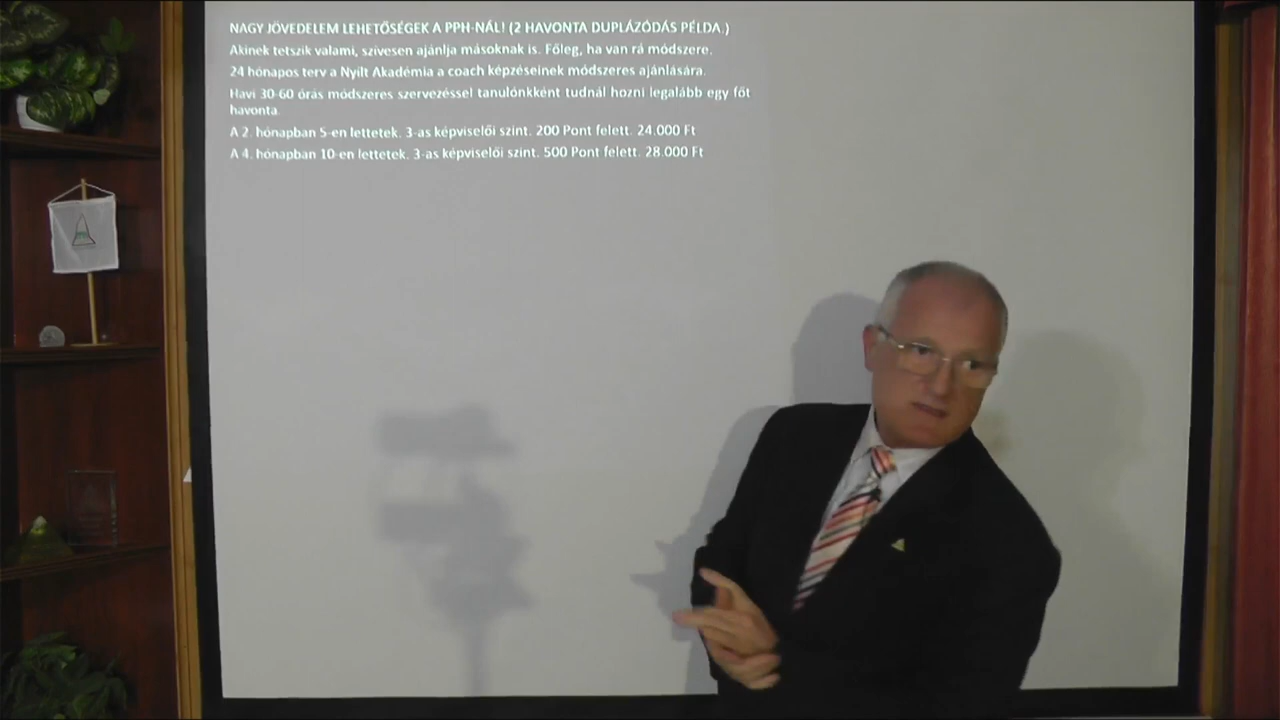 NAGY JÖVEDELEM LEHETŐSÉGEK A PPH-NÁL! (2 HAVONTA DUPLÁZÓDÁS PÉLDA.)
Akinek tetszik valami, szívesen ajánlja másoknak is. Főleg, ha van rá módszere.
24 hónapos terv a Nyílt Akadémia a coach képzéseinek módszeres ajánlására.
Havi 30-60 órás módszeres szervezéssel tanulónkként tudnál hozni legalább egy főt
havonta.
A 2. hónapban 5-en lettetek. 3-as képviselői szint. 200 Pont felett. 24.000 Ft
A 4. hónapban 10-en lettetek. 3-as képviselői szint. 500 Pont felett. 28.000 Ft